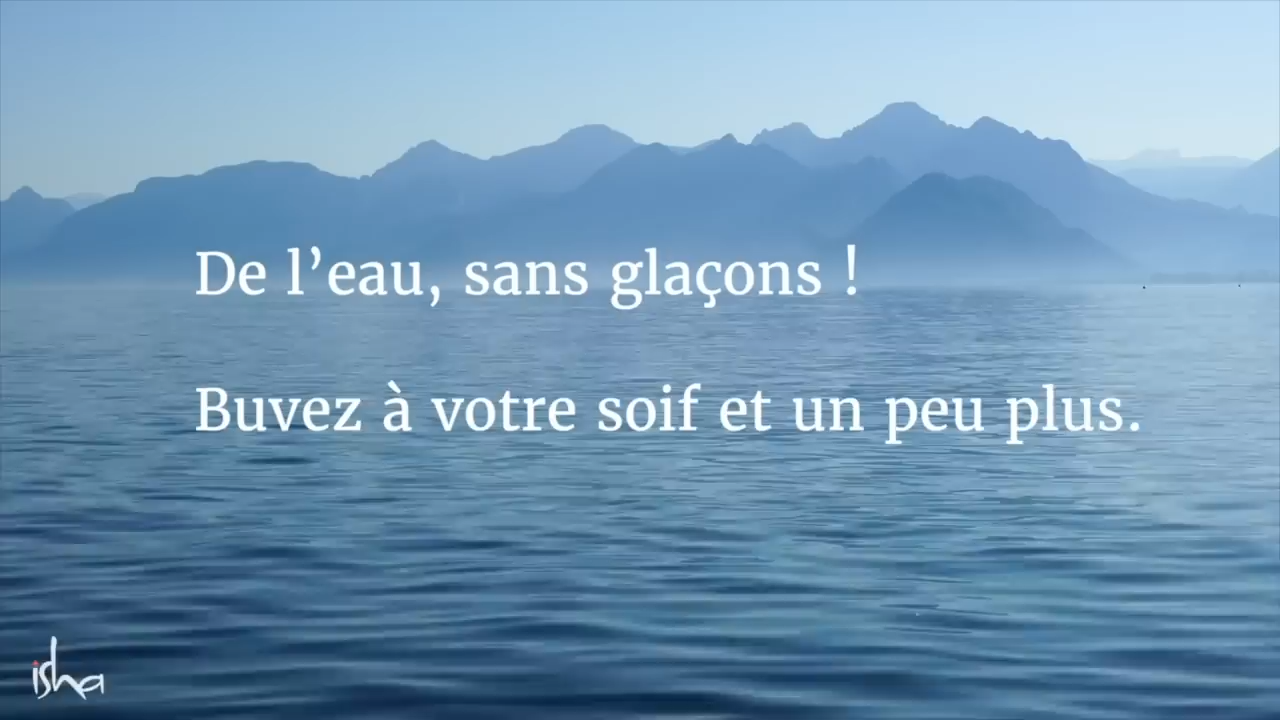 De l’eau, sans glaçons !
Buvez à votre soif et un peu plus.
isha